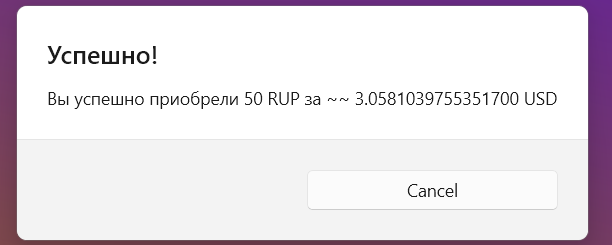 Успешно!
Вы успешно приобрели 50 RUP за ~~ 3.0581039755351700 USD
Cancel